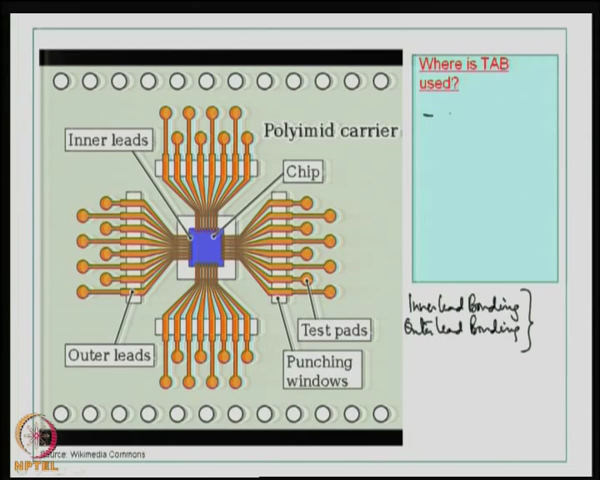 Where is TAB
used?
Polyimid carrier
Inner leads
Chip
Inner Lead Bonding
Outer Lead Bonding
Test pads
Outer leads
Punching
windows
Source: Wikimedia Commons
NPTEL